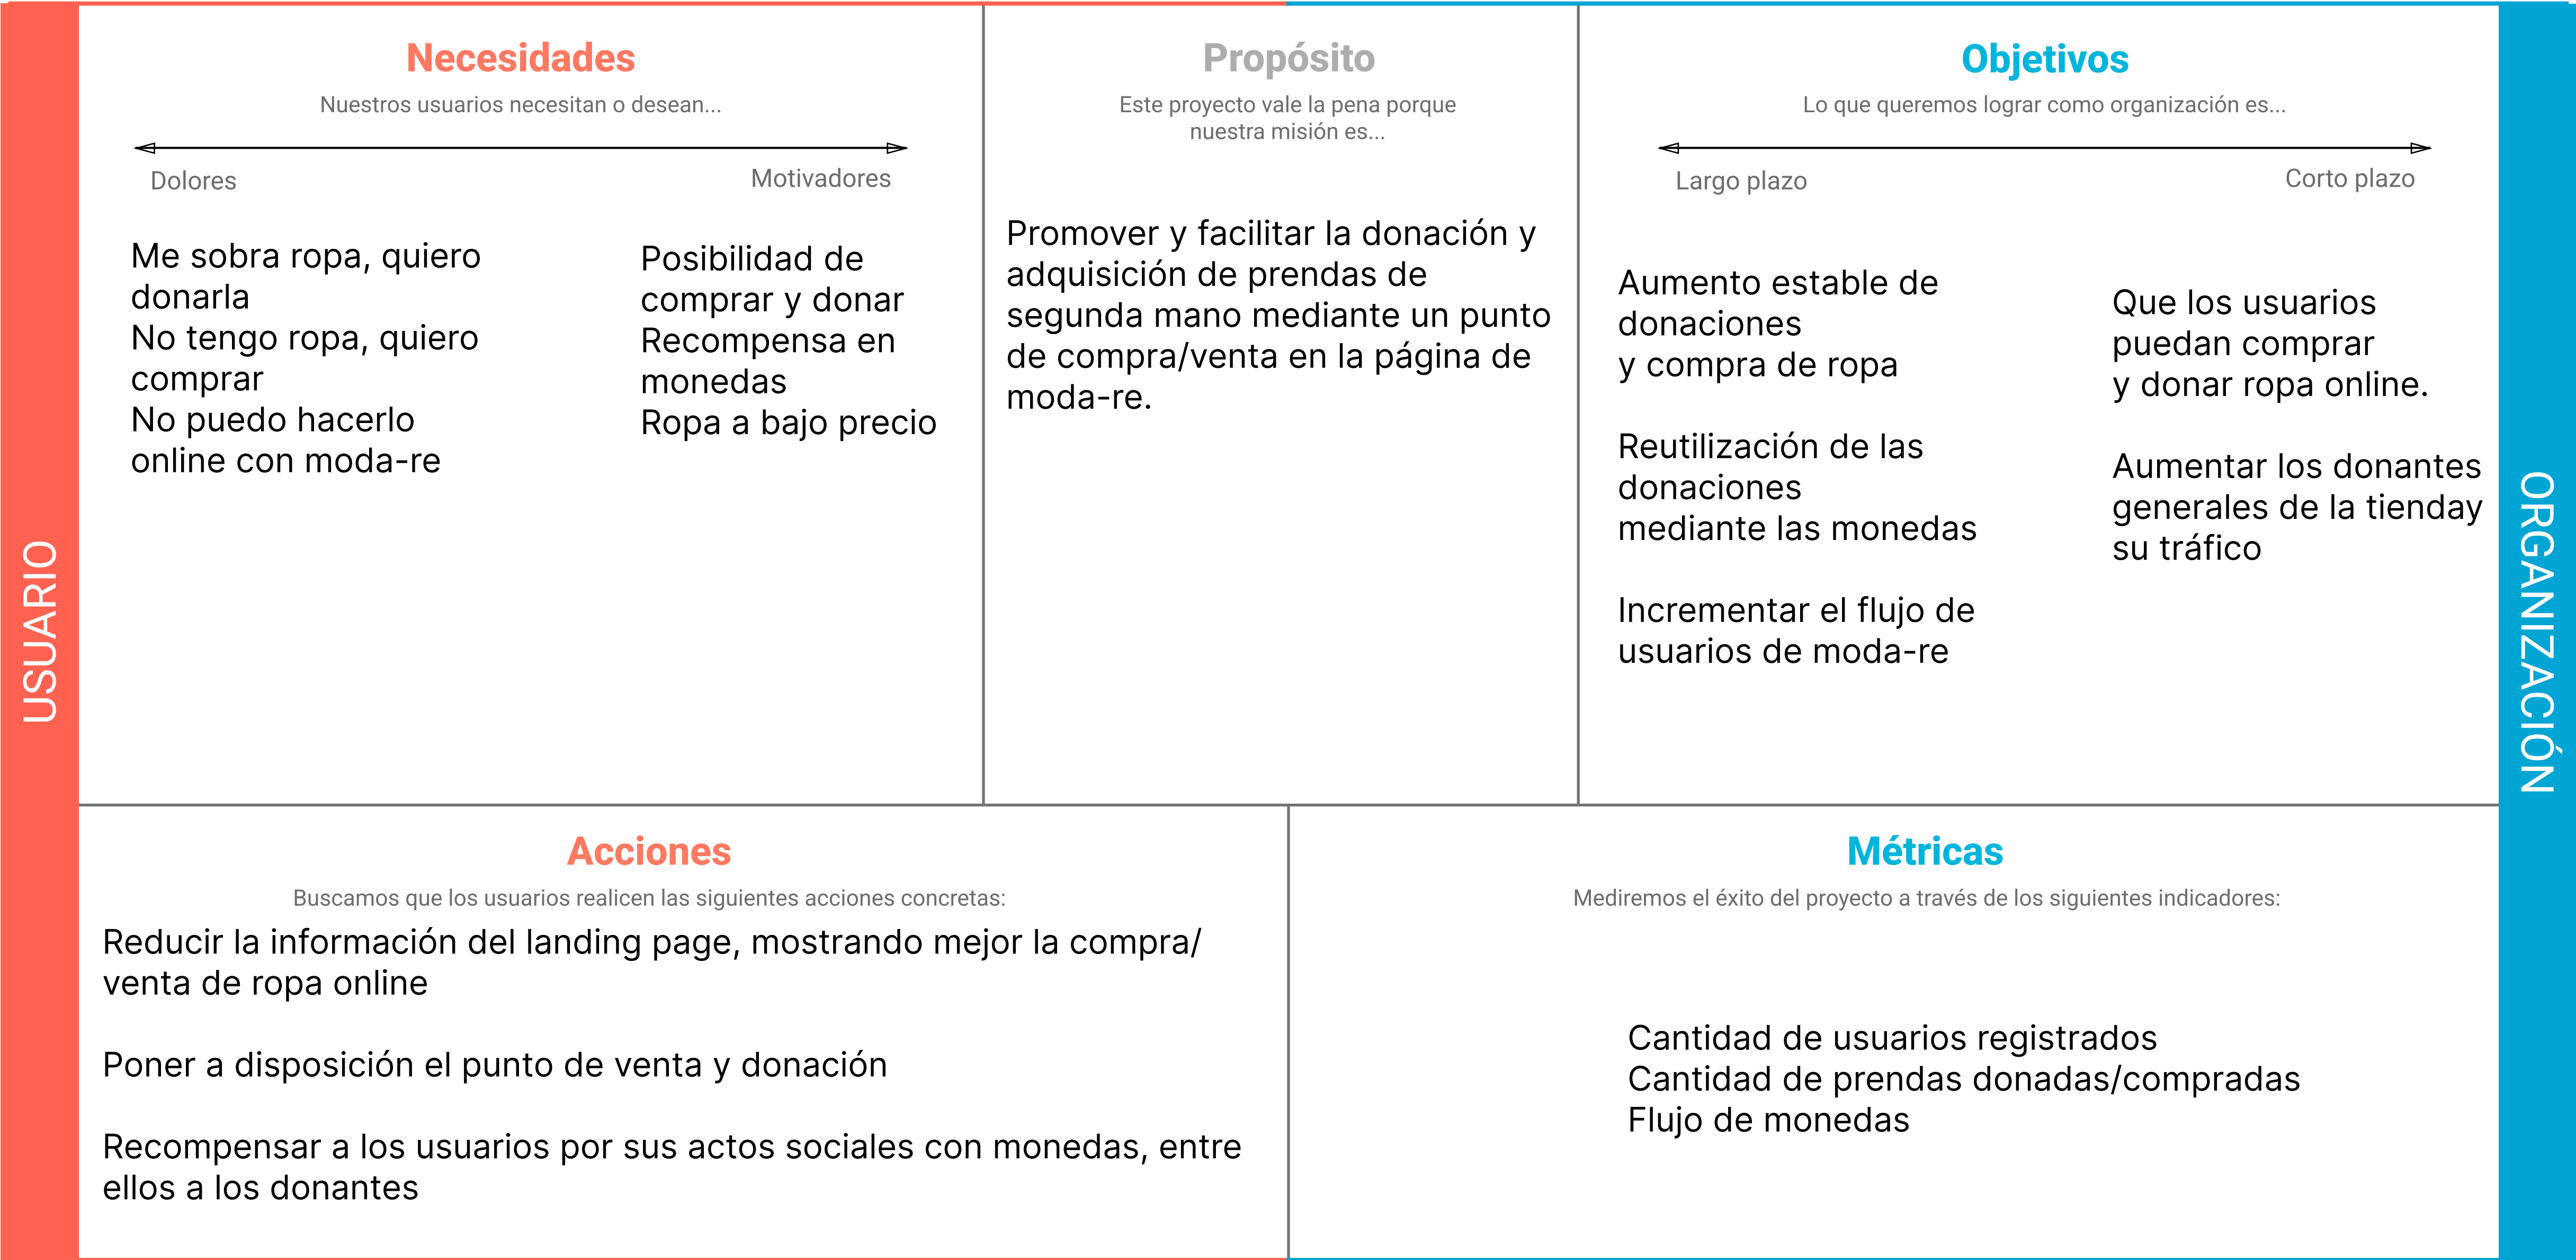 USUARIO
Necesidades
Nuestros usuarios necesitan o desean...
Dolores
Motivadores
Me sobra ropa, quiero
donarla
No tengo ropa, quiero
comprar
No puedo hacerlo
online con moda-re
Posibilidad de
comprar y donar
Recompensa en
monedas
Ropa a bajo precio
Propósito
Este proyecto vale la pena porque
nuestra misión es...
Promover y facilitar la donación y
adquisición de prendas de
segunda mano mediante un punto
de compra/venta en la página de
moda-re.
Objetivos
Lo que queremos lograr como organización es...
Largo plazo
Corto plazo
Aumento estable de
donaciones
y compra de ropa
Reutilización de las
donaciones
mediante las monedas
Incrementar el flujo de
usuarios de moda-re
Que los usuarios
puedan comprar
y donar ropa online.
Aumentar los donantes
generales de la tienday
su tráfico
ORGANIZACIÓN
Acciones
Buscamos que los usuarios realicen las siguientes acciones concretas:
Reducir la información del landing page, mostrando mejor la compra/
venta de ropa online
Poner a disposición el punto de venta y donación
Recompensar a los usuarios por sus actos sociales con monedas, entre
ellos a los donantes
Métricas
Mediremos el éxito del proyecto a través de los siguientes indicadores:
Cantidad de usuarios registrados
Cantidad de prendas donadas/compradas
Flujo de monedas